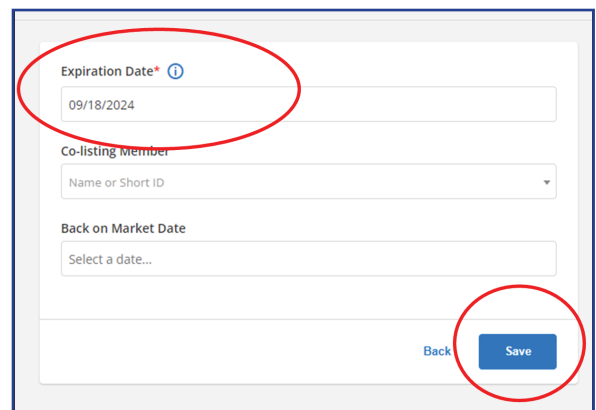 Expiration Date*
09/18/2024
Co-listing Member
Name or Short ID
Back on Market Date
Select a date...
Back Save